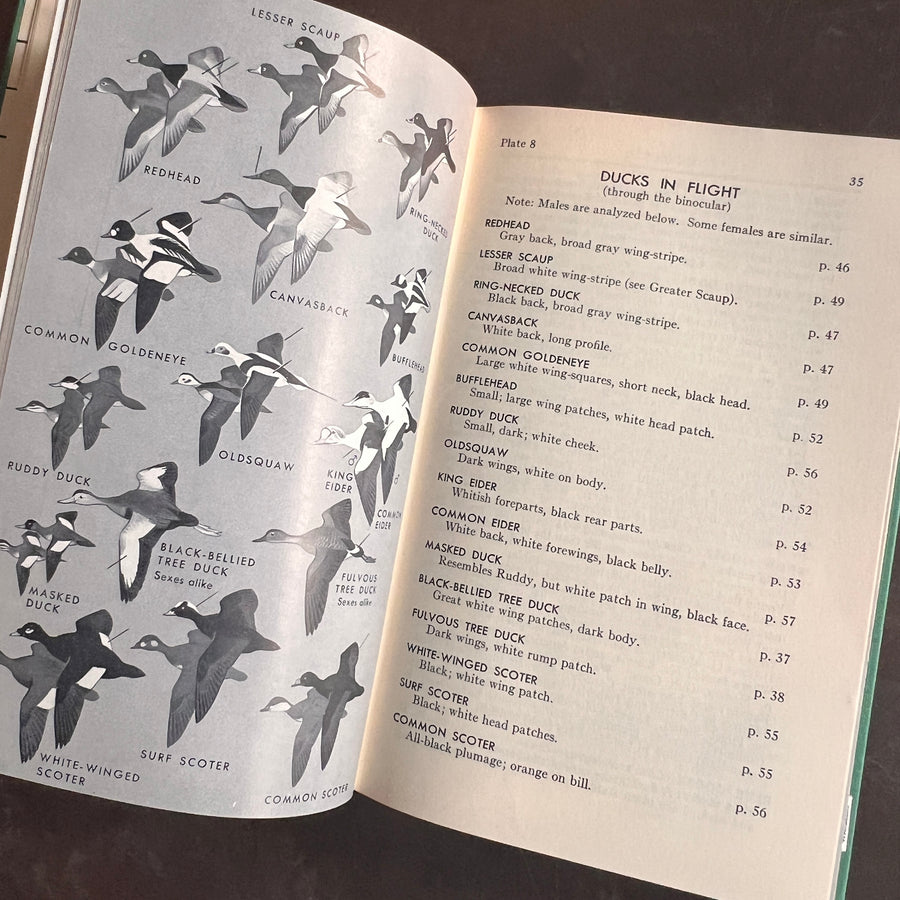 LESSER SCAUP
REDHEAD
RING-NECKED
DUCK
CANVASBACK
COMMON GOLDENEYE
BUFFLEHEAD
RUDDY DUCK
OLDSQUAW
♂
KING
EIDER
♂
COMMON
EIDER
BLACK-BELLIED
TREE DUCK
Sexes alike
FULVOUS
TREE DUCK
Sexes alike
MASKED
DUCK
WHITE-WINGED
SCOTER
SURF SCOTER
COMMON SCOTER
Plate 8
35
DUCKS IN FLIGHT
(through the binocular)
Note: Males are analyzed below. Some females are similar.
REDHEAD
Gray back, broad gray wing-stripe. p. 46
LESSER SCAUP
Broad white wing-stripe (see Greater Scaup). p. 49
RING-NECKED DUCK
Black back, broad gray wing-stripe. p. 47
CANVASBACK
White back, long profile. p. 47
COMMON GOLDENEYE
Large white wing-squares, short neck, black head. p. 49
BUFFLEHEAD
Small; large wing patches, white head patch. p. 52
RUDDY DUCK
Small, dark; white cheek. p. 56
OLDSQUAW
Dark wings, white on body. p. 52
KING EIDER
Whitish foreparts, black rear parts. p. 54
COMMON EIDER
White back, white forewings, black belly. p. 53
MASKED DUCK
Resembles Ruddy, but white patch in wing, black face. p. 57
BLACK-BELLIED TREE DUCK
Great white wing patches, dark body. p. 37
FULVOUS TREE DUCK
Dark wings, white rump patch. p. 38
WHITE-WINGED SCOTER
Black; white wing patch. p. 55
SURF SCOTER
Black; white head patches. p. 55
COMMON SCOTER
All-black plumage; orange on bill. p. 56